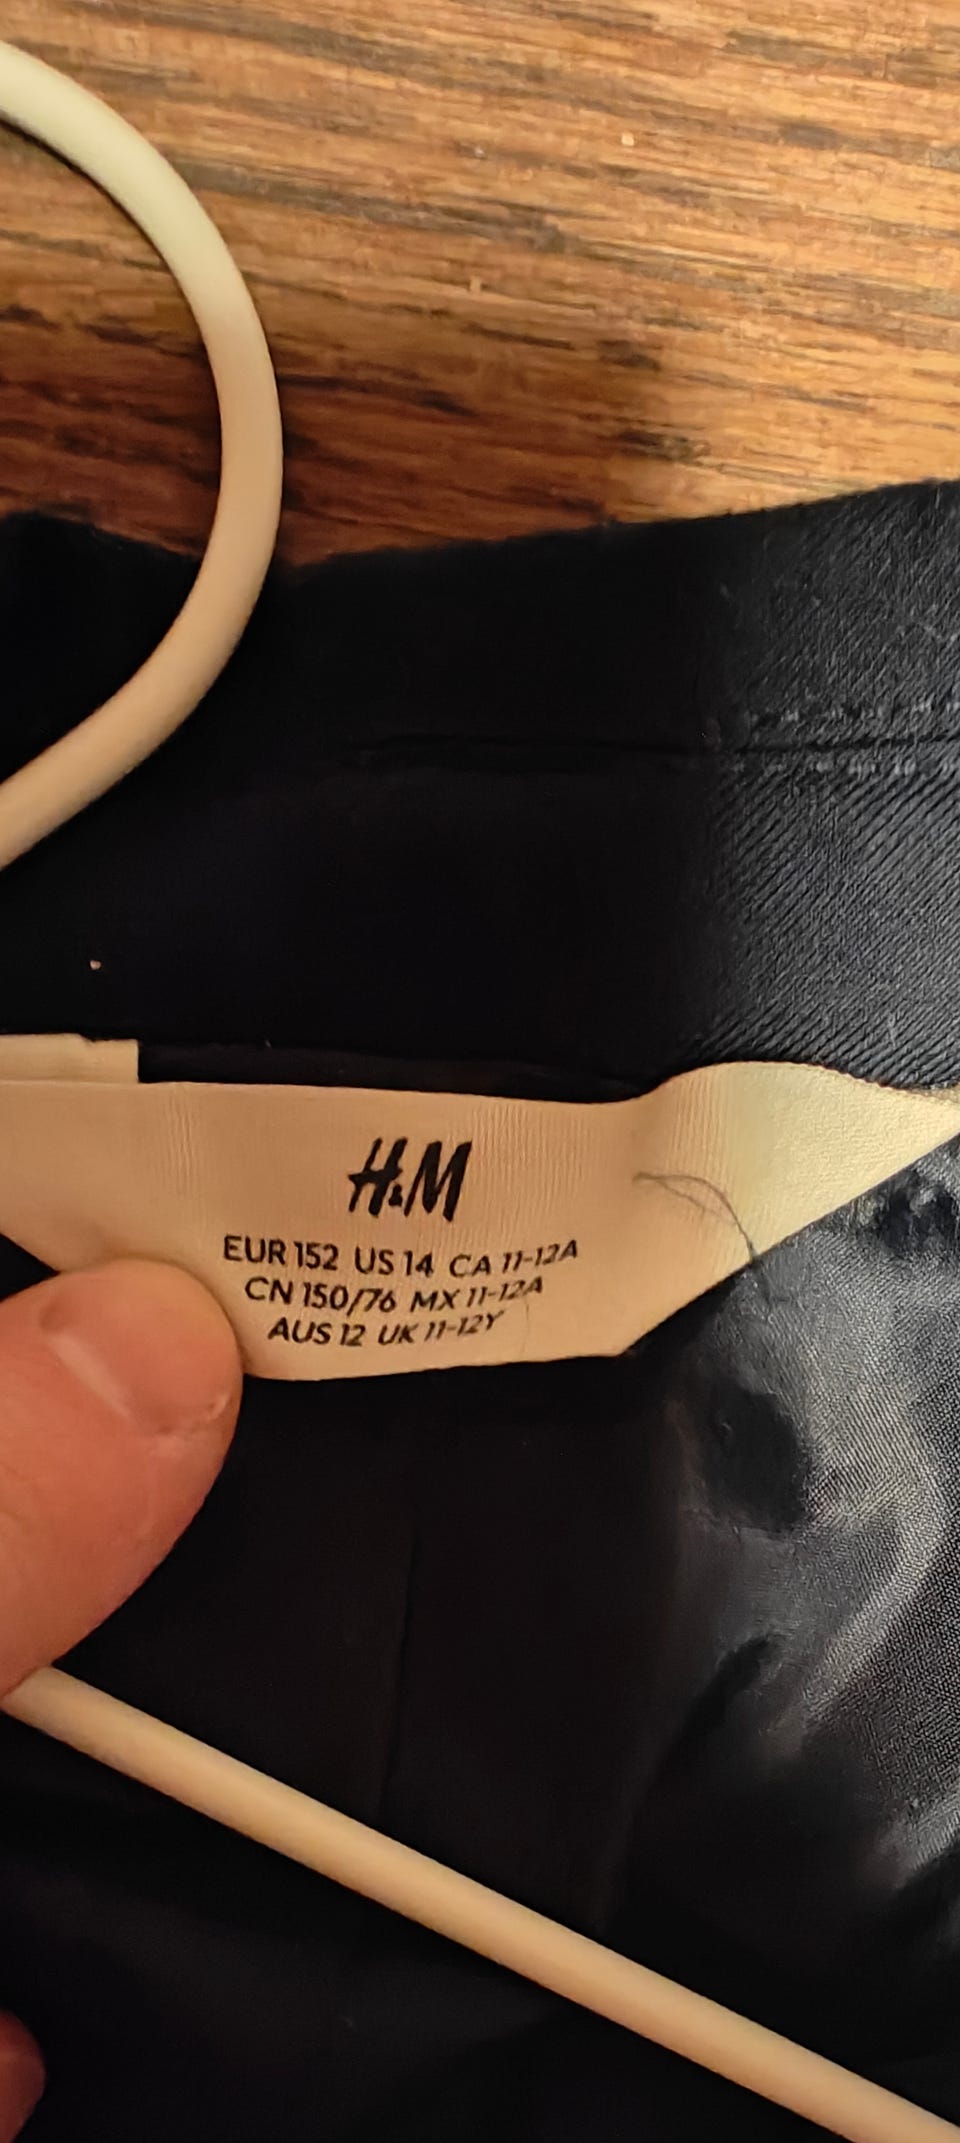 H&M
EUR 152 US 14 CA 11-12A
CN 150/76 MX 11-12A
AUS 12 UK 11-12Y